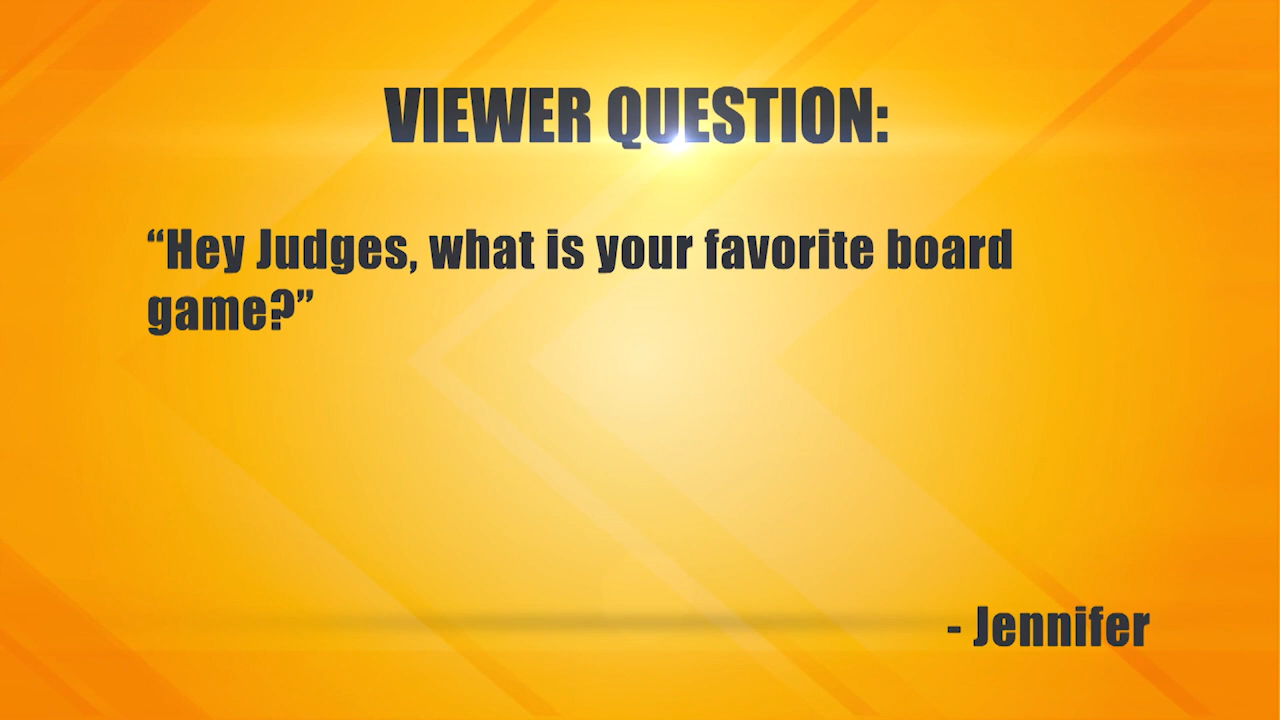 VIEWER QUESTION:
“Hey Judges, what is your favorite board
game?”
- Jennifer